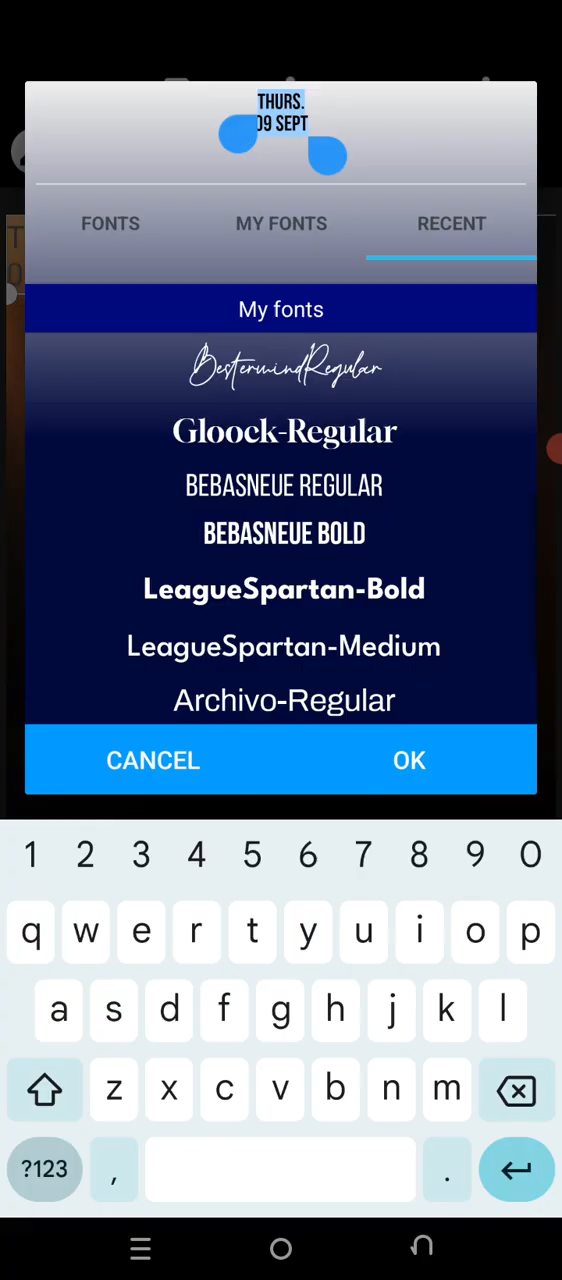 THURS.
09 SEPT
FONTS MY FONTS RECENT
My fonts
BestermindRegular
Gloock-Regular
BEBASNEUE REGULAR
BEBASNEUE BOLD
LeagueSpartan-Bold
LeagueSpartan-Medium
Archivo-Regular
CANCEL OK
1 2 3 4 5 6 7 8 9 0
q w e r t y u i o p
a s d f g h j k l
z x c v b n m
?123 , .